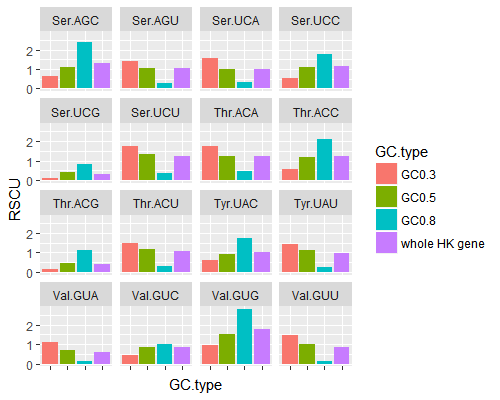 Ser.AGC Ser.AGU Ser.UCA Ser.UCC
2
1
0
Ser.UCG Ser.UCU Thr.ACA Thr.ACC
2
1
0
Thr.ACG Thr.ACU Tyr.UAC Tyr.UAU
2
1
0
Val.GUA Val.GUC Val.GUG Val.GUU
2
1
0
RSCU
GC.type
GC.type
GC0.3
GC0.5
GC0.8
whole HK gene